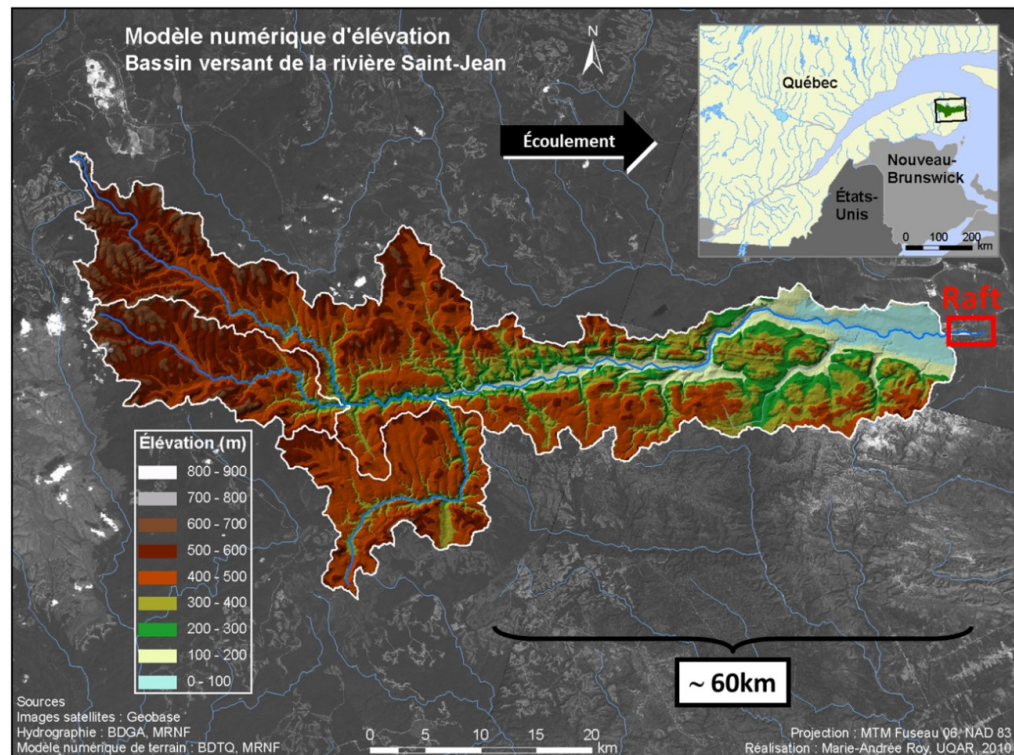 Modèle numérique d'élévation
Bassin versant de la rivière Saint-Jean
N
Écoulement
Québec
Nouveau-
Brunswick
États-
Unis
0 100 200
km
Raft
Élévation (m)
800 - 900
700 - 800
600 - 700
500 - 600
400 - 500
300 - 400
200 - 300
100 - 200
0 - 100
~ 60km
Sources
Images satellites : Geobase
Hydrographie : BDGA, MRNF
Modèle numérique de terrain : BDTQ, MRNF
0 5 10 15 20
km
Projection : MTM Fuseau 06, NAD 83
Réalisation : Marie-Andrée Roy, UQAR, 2010